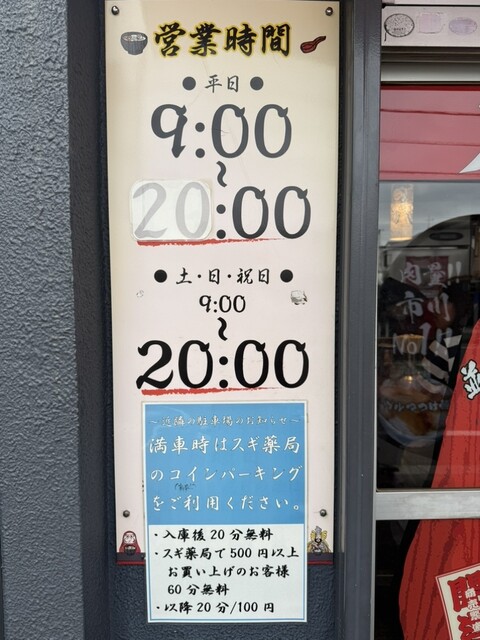 営業時間
●平日●
9:00
〜
20:00
●土・日・祝日●
9:00
〜
20:00
〜近隣の駐車場のお知らせ〜
満車時はスギ薬局
のコインパーキング
をご利用ください。
・入庫後20分無料
・スギ薬局で500円以上
お買い上げのお客様
60分無料
・以降20分/100円
肉量!!
市川
No1!!